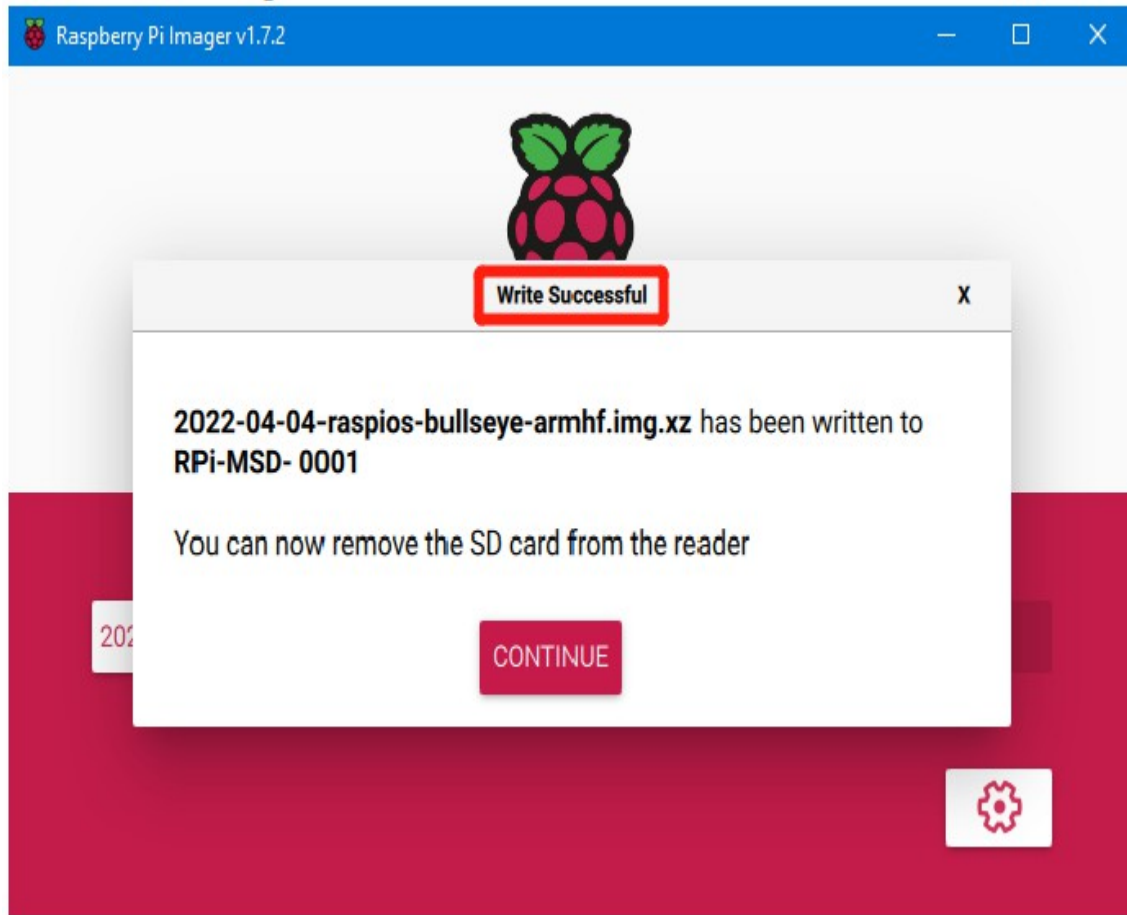 Raspberry Pi Imager v1.7.2
Write Successful
X
2022-04-04-raspios-bullseye-armhf.img.xz has been written to
RPi-MSD- 0001
You can now remove the SD card from the reader
202
CONTINUE